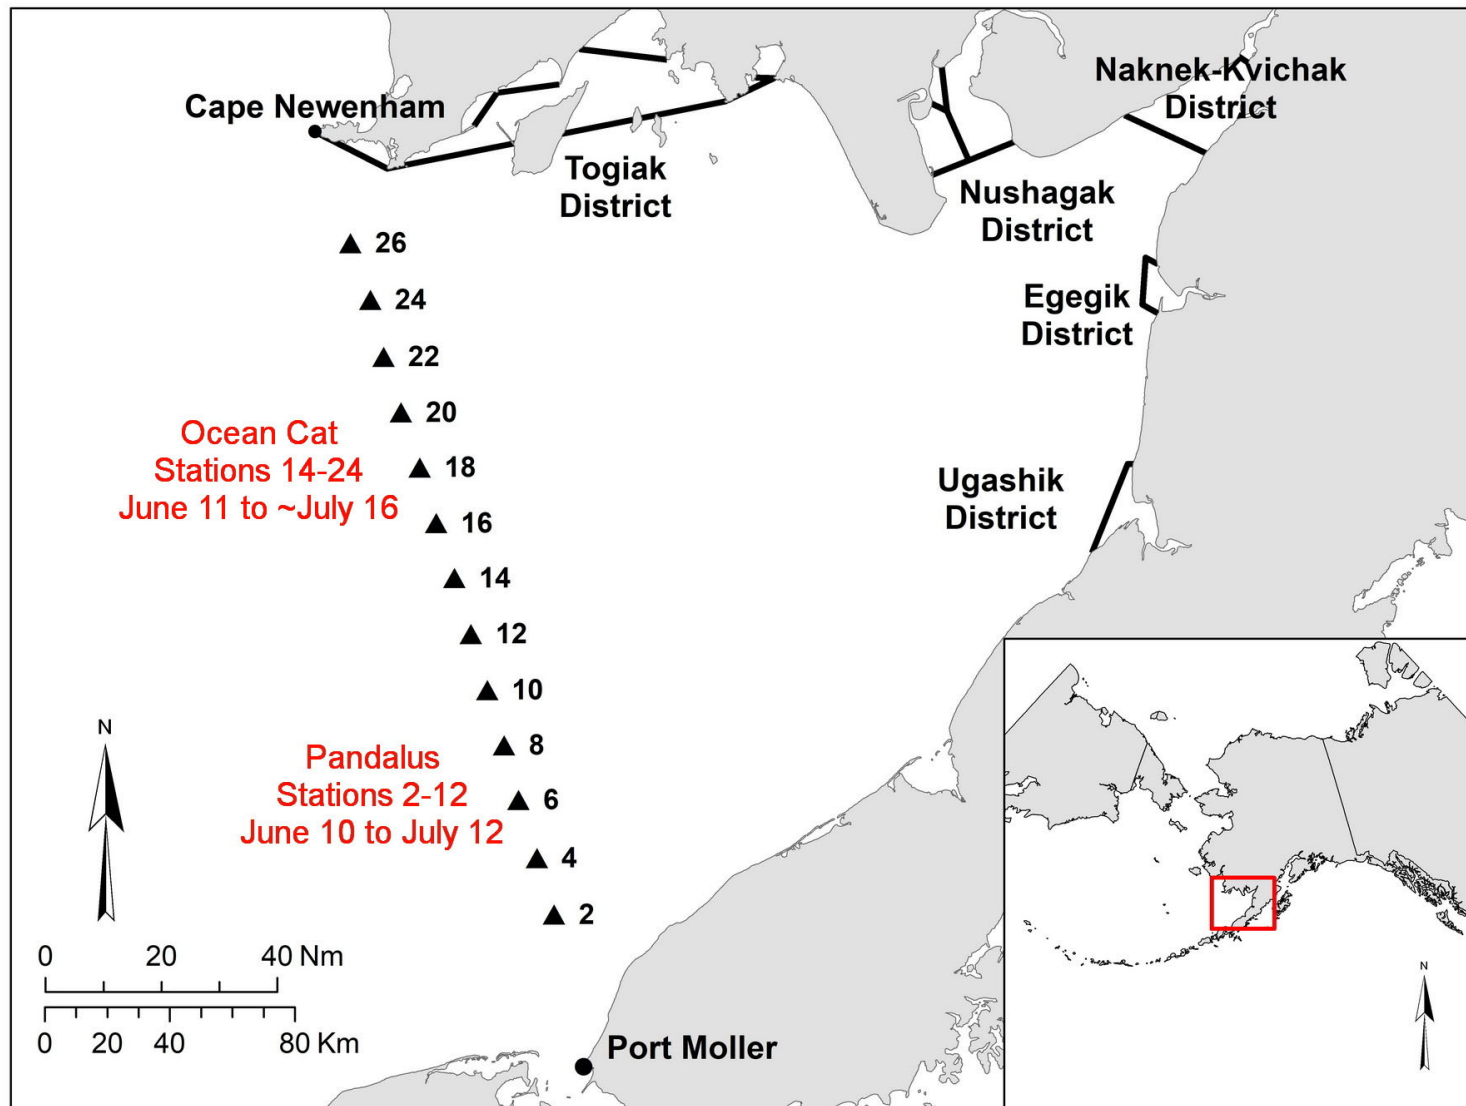 Naknek-Kvichak
District
Cape Newenham
Togiak
District
Nushagak
District
26
Egegik
District
24
22
20
Ocean Cat
Stations 14-24
June 11 to ~July 16
18
Ugashik
District
16
14
12
10
N
8
Pandalus
Stations 2-12
June 10 to July 12
6
4
2
0 20 40 Nm
0 20 40 80 Km
N
Port Moller